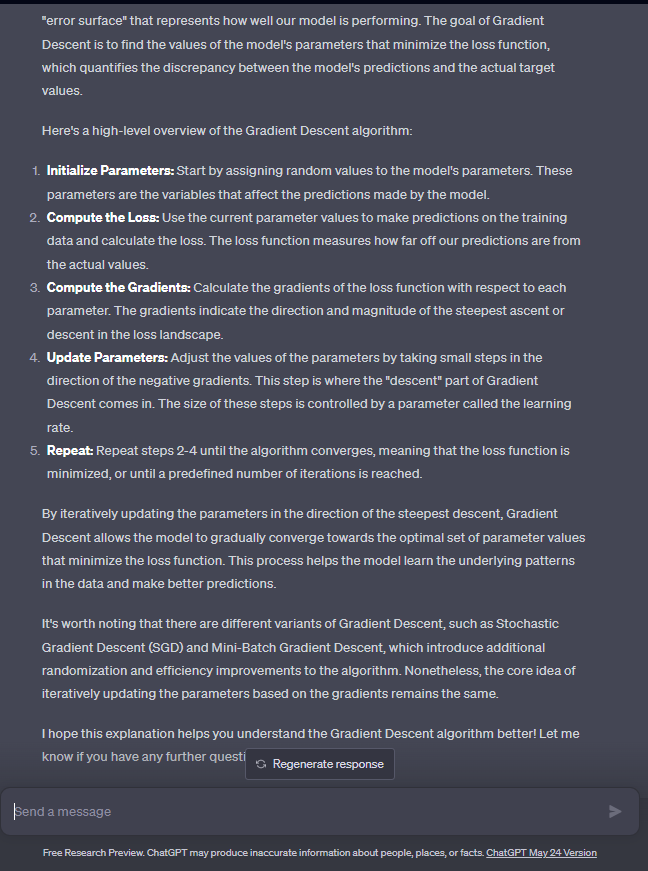 "error surface" that represents how well our model is performing. The goal of Gradient
Descent is to find the values of the model's parameters that minimize the loss function,
which quantifies the discrepancy between the model's predictions and the actual target
values.
Here's a high-level overview of the Gradient Descent algorithm:
1. Initialize Parameters: Start by assigning random values to the model's parameters. These
parameters are the variables that affect the predictions made by the model.
2. Compute the Loss: Use the current parameter values to make predictions on the training
data and calculate the loss. The loss function measures how far off our predictions are from
the actual values.
3. Compute the Gradients: Calculate the gradients of the loss function with respect to each
parameter. The gradients indicate the direction and magnitude of the steepest ascent or
descent in the loss landscape.
4. Update Parameters: Adjust the values of the parameters by taking small steps in the
direction of the negative gradients. This step is where the "descent" part of Gradient
Descent comes in. The size of these steps is controlled by a parameter called the learning
rate.
5. Repeat: Repeat steps 2-4 until the algorithm converges, meaning that the loss function is
minimized, or until a predefined number of iterations is reached.
By iteratively updating the parameters in the direction of the steepest descent, Gradient
Descent allows the model to gradually converge towards the optimal set of parameter values
that minimize the loss function. This process helps the model learn the underlying patterns
in the data and make better predictions.
It's worth noting that there are different variants of Gradient Descent, such as Stochastic
Gradient Descent (SGD) and Mini-Batch Gradient Descent, which introduce additional
randomization and efficiency improvements to the algorithm. Nonetheless, the core idea of
iteratively updating the parameters based on the gradients remains the same.
I hope this explanation helps you understand the Gradient Descent algorithm better! Let me
know if you have any further questi
Regenerate response
Send a message
Free Research Preview. ChatGPT may produce inaccurate information about people, places, or facts. ChatGPT May 24 Version